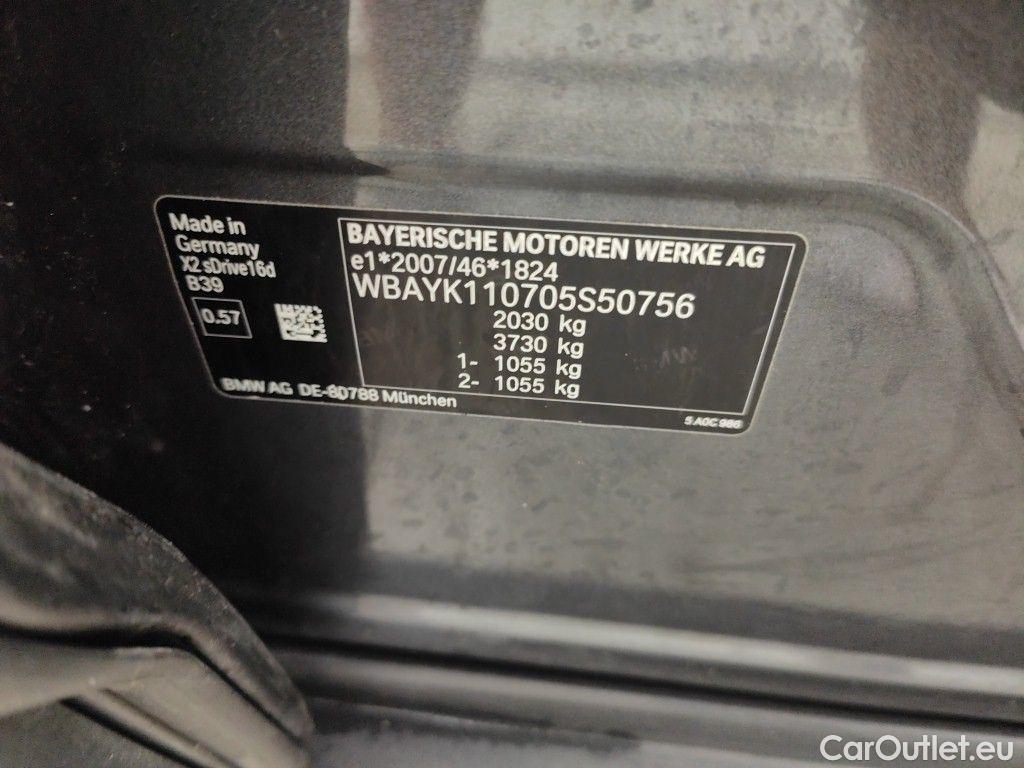 Made in
Germany
X2 sDrive16d
B39
0.57
BAYERISCHE MOTOREN WERKE AG
e1*2007/46*1824
WBAYK110705S50756
2030 kg
3730 kg
1- 1055 kg
2- 1055 kg
BMW AG DE-80788 München
5 A0C 986
CarOutlet.eu